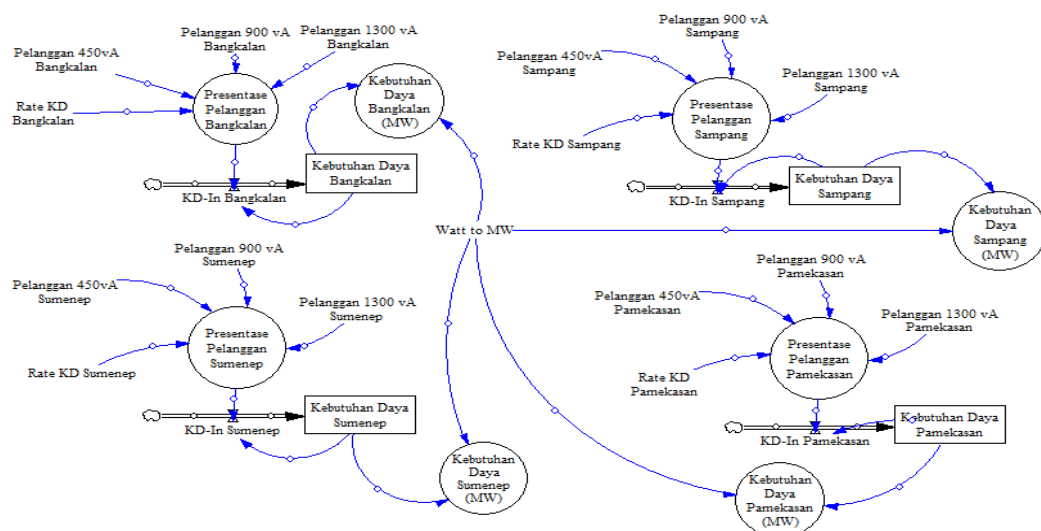 Pelanggan 900 vA
Bangkalan
Pelanggan 1300 vA
Bangkalan
Pelanggan 450vA
Bangkalan
Rate KD
Bangkalan
Presentase
Pelanggan
Bangkalan
Kebutuhan
Daya
Bangkalan
(MW)
Kebutuhan Daya
Bangkalan
KD-In Bangkalan
Pelanggan 900 vA
Sampang
Pelanggan 450vA
Sampang
Pelanggan 1300 vA
Sampang
Presentase
Pelanggan
Sampang
Rate KD Sampang
Kebutuhan Daya
Sampang
KD-In Sampang
Kebutuhan
Daya
Sampang
(MW)
Watt to MW
Pelanggan 900 vA
Sumenep
Pelanggan 450vA
Sumenep
Pelanggan 1300 vA
Sumenep
Presentase
Pelanggan
Sumenep
Rate KD Sumenep
Kebutuhan Daya
Sumenep
KD-In Sumenep
Kebutuhan
Daya
Sumenep
(MW)
Pelanggan 900 vA
Pamekasan
Pelanggan 450vA
Pamekasan
Pelanggan 1300 vA
Pamekasan
Presentase
Pelanggan
Pamekasan
Rate KD
Pamekasan
Kebutuhan Daya
Pamekasan
KD-In Pamekasan
Kebutuhan
Daya
Pamekasan
(MW)